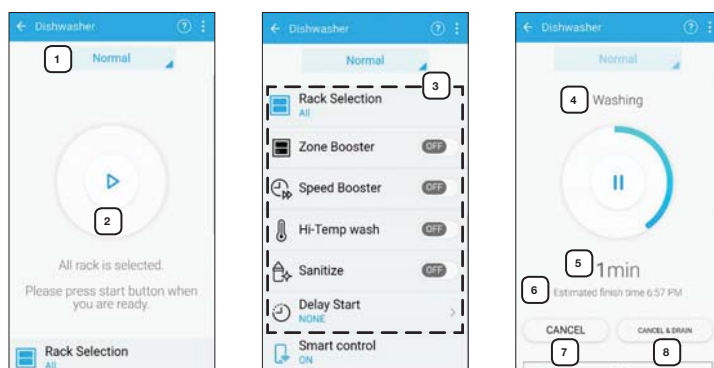 Dishwasher
?
1
Normal
2
All rack is selected.
Please press start button when
you are ready.
Rack Selection
All
Dishwasher
?
Normal
3
Rack Selection
All
Zone Booster
OFF
Speed Booster
OFF
Hi-Temp wash
OFF
Sanitize
OFF
Delay Start
NONE
Smart control
ON
Dishwasher
?
Normal
4
Washing
5
1min
6
Estimated finish time 6:57 PM
CANCEL
CANCEL & DRAIN
7
8